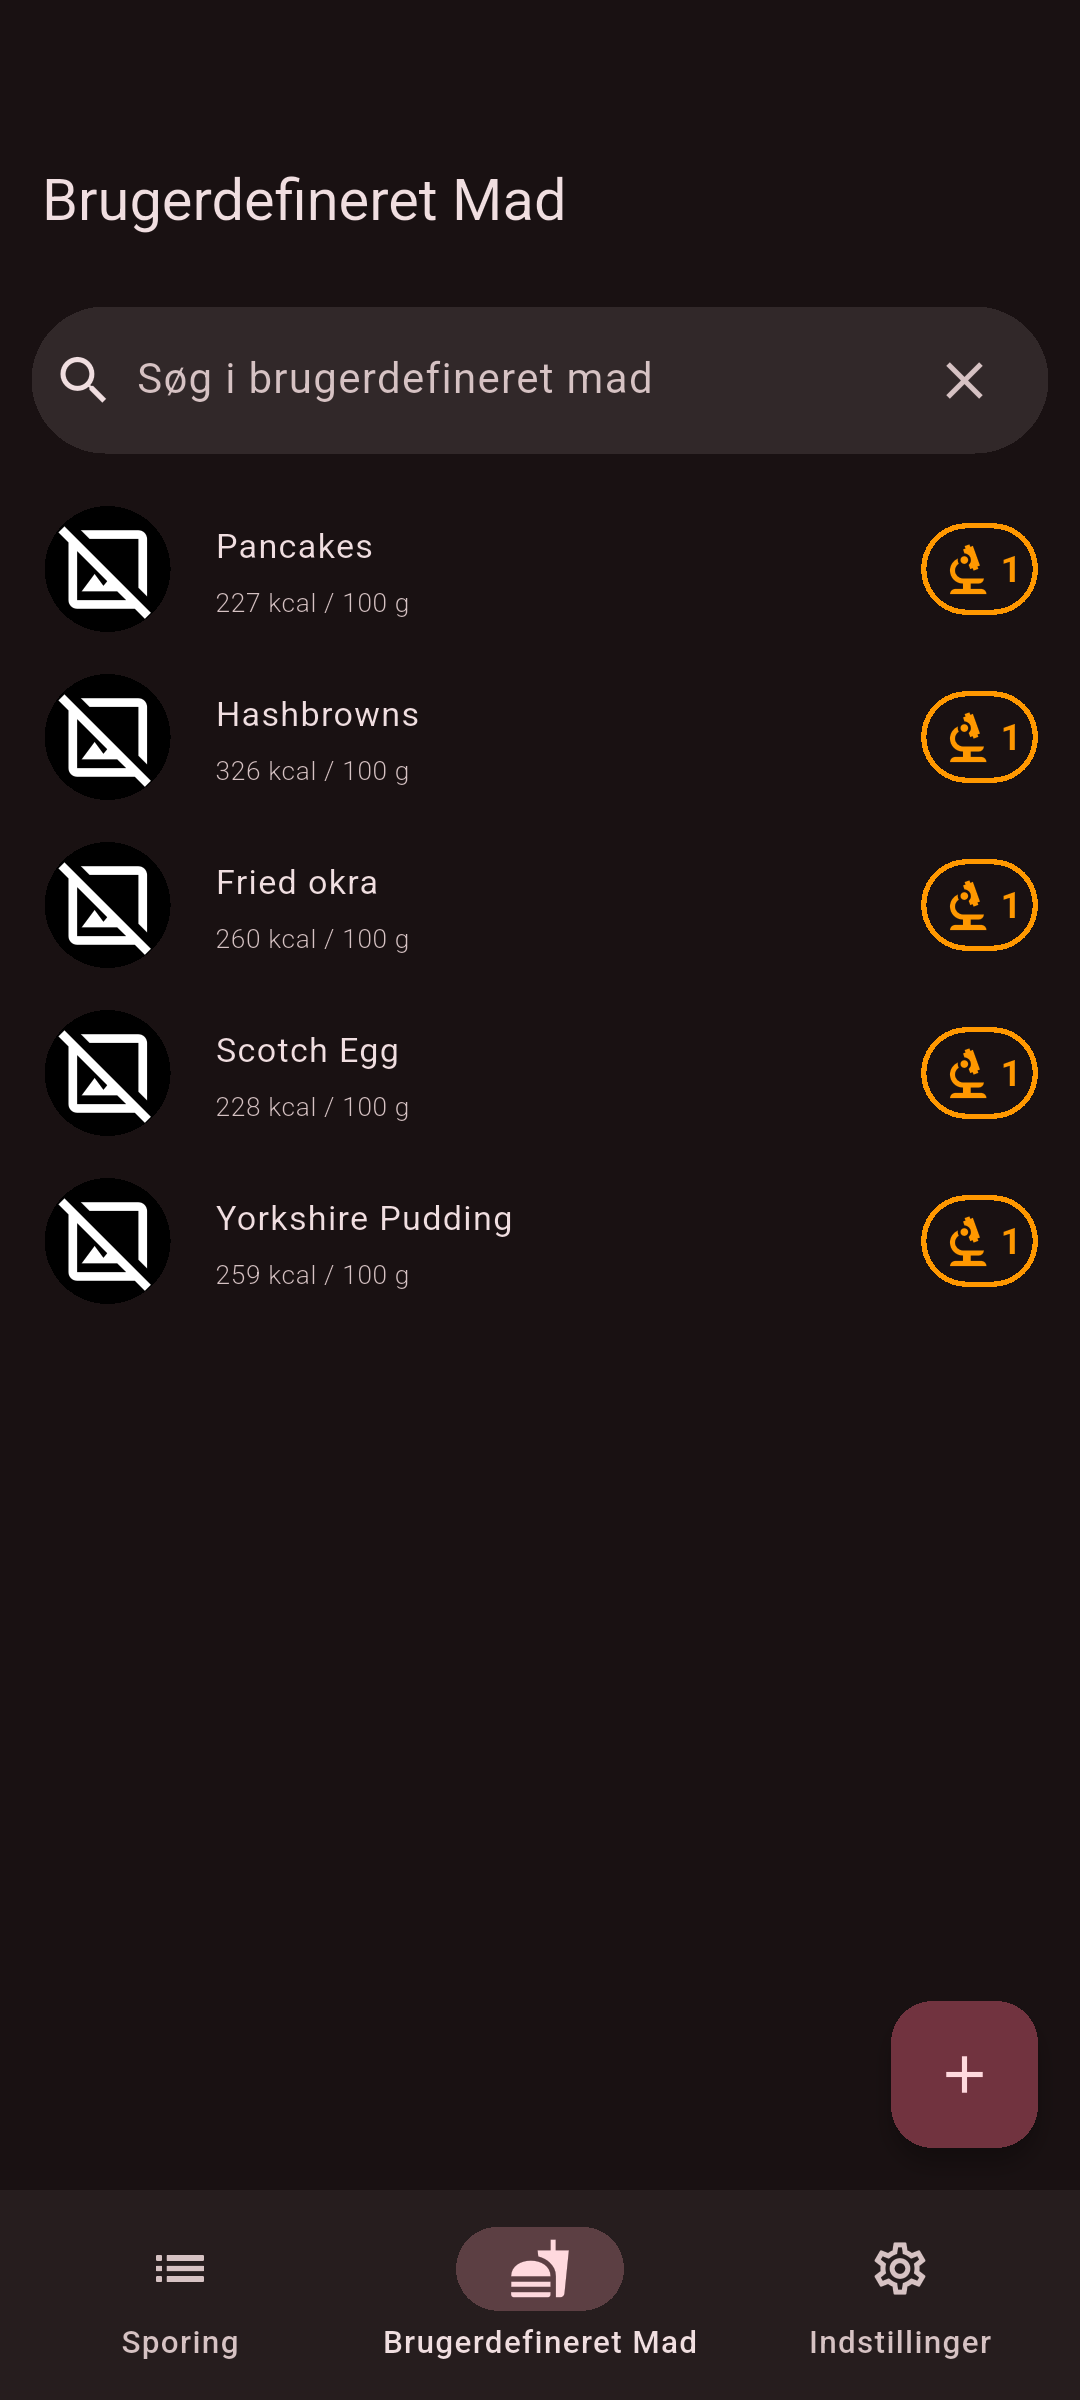 Brugerdefineret Mad
Søg i brugerdefineret mad
Pancakes
227 kcal / 100 g
1
Hashbrowns
326 kcal / 100 g
1
Fried okra
260 kcal / 100 g
1
Scotch Egg
228 kcal / 100 g
1
Yorkshire Pudding
259 kcal / 100 g
1
Sporing
Brugerdefineret Mad
Indstillinger